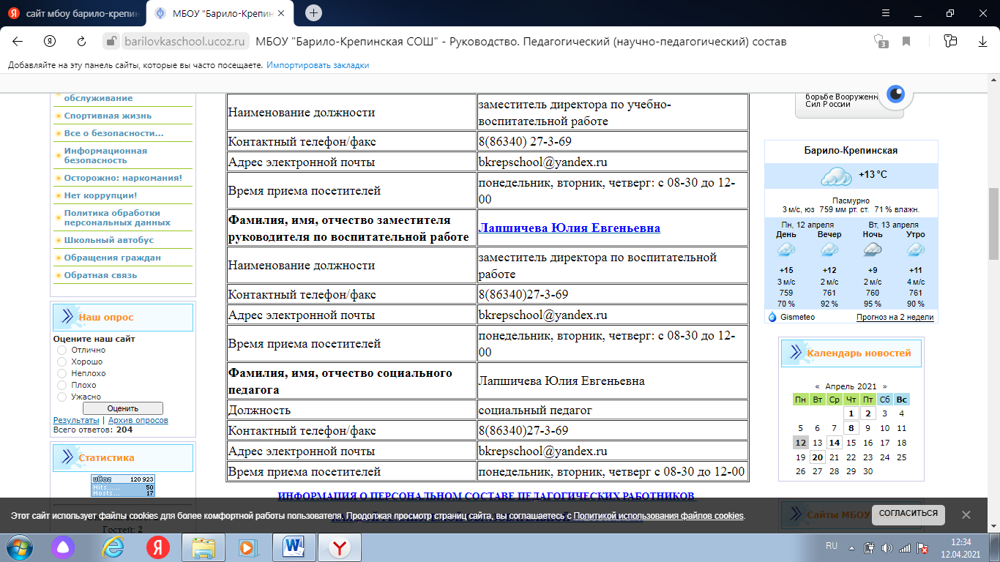 сайт мбоу барило-крепин
МБОУ "Барило-Крепин
barilovkaschool.ucoz.ru МБОУ "Барило-Крепинская СОШ" - Руководство. Педагогический (научно-педагогический) состав
3
Добавляйте на эту панель сайты, которые вы часто посещаете. Импортировать закладки
обслуживание
Спортивная жизнь
Все о безопасности...
Информационная
безопасность
Осторожно: наркомания!
Нет коррупции!
Политика обработки
персональных данных
Школьный автобус
Обращения граждан
Обратная связь
Наш опрос
Оцените наш сайт
Отлично
Хорошо
Неплохо
Плохо
Ужасно
Оценить
Результаты | Архив опросов
Всего ответов: 204
Статистика
uCoz 120 923
Hits 50
Hosts 17
Гостей: 2
Наименование должности
заместитель директора по учебно-
воспитательной работе
Контактный телефон/факс
8(86340) 27-3-69
Адрес электронной почты
bkrepschool@yandex.ru
Время приема посетителей
понедельник, вторник, четверг: с 08-30 до 12-
00
Фамилия, имя, отчество заместителя
руководителя по воспитательной работе
Лапшичева Юлия Евгеньевна
Наименование должности
заместитель директора по воспитательной
работе
Контактный телефон/факс
8(86340)27-3-69
Адрес электронной почты
bkrepschool@yandex.ru
Время приема посетителей
понедельник, вторник, четверг: с 08-30 до 12-
00
Фамилия, имя, отчество социального
педагога
Лапшичева Юлия Евгеньевна
Должность
социальный педагог
Контактный телефон/факс
8(86340)27-3-69
Адрес электронной почты
bkrepschool@yandex.ru
Время приема посетителей
понедельник, вторник, четверг с 08-30 до 12-00
ИНФОРМАЦИЯ О ПЕРСОНАЛЬНОМ СОСТАВЕ ПЕДАГОГИЧЕСКИХ РАБОТНИКОВ
борьбе Вооруженн
Сил России
Барило-Крепинская
+13 °C
Пасмурно
3 м/с, юз 759 мм рт. ст. 71 % влажн.
Пн, 12 апреля Вт, 13 апреля
День Вечер Ночь Утро
+15 +12 +9 +11
3 м/с 2 м/с 2 м/с 4 м/с
759 761 760 761
70 % 92 % 95 % 90 %
Gismeteo Прогноз на 2 недели
Календарь новостей
« Апрель 2021 »
Пн Вт Ср Чт Пт Сб Вс
1 2 3 4
5 6 7 8 9 10 11
12 13 14 15 16 17 18
19 20 21 22 23 24 25
26 27 28 29 30
Сайты МБОУ
Этот сайт использует файлы cookies для более комфортной работы пользователя. Продолжая просмотр страниц сайта, вы соглашаетесь с Политикой использования файлов cookies.
СОГЛАСИТЬСЯ
RU
12:34
12.04.2021